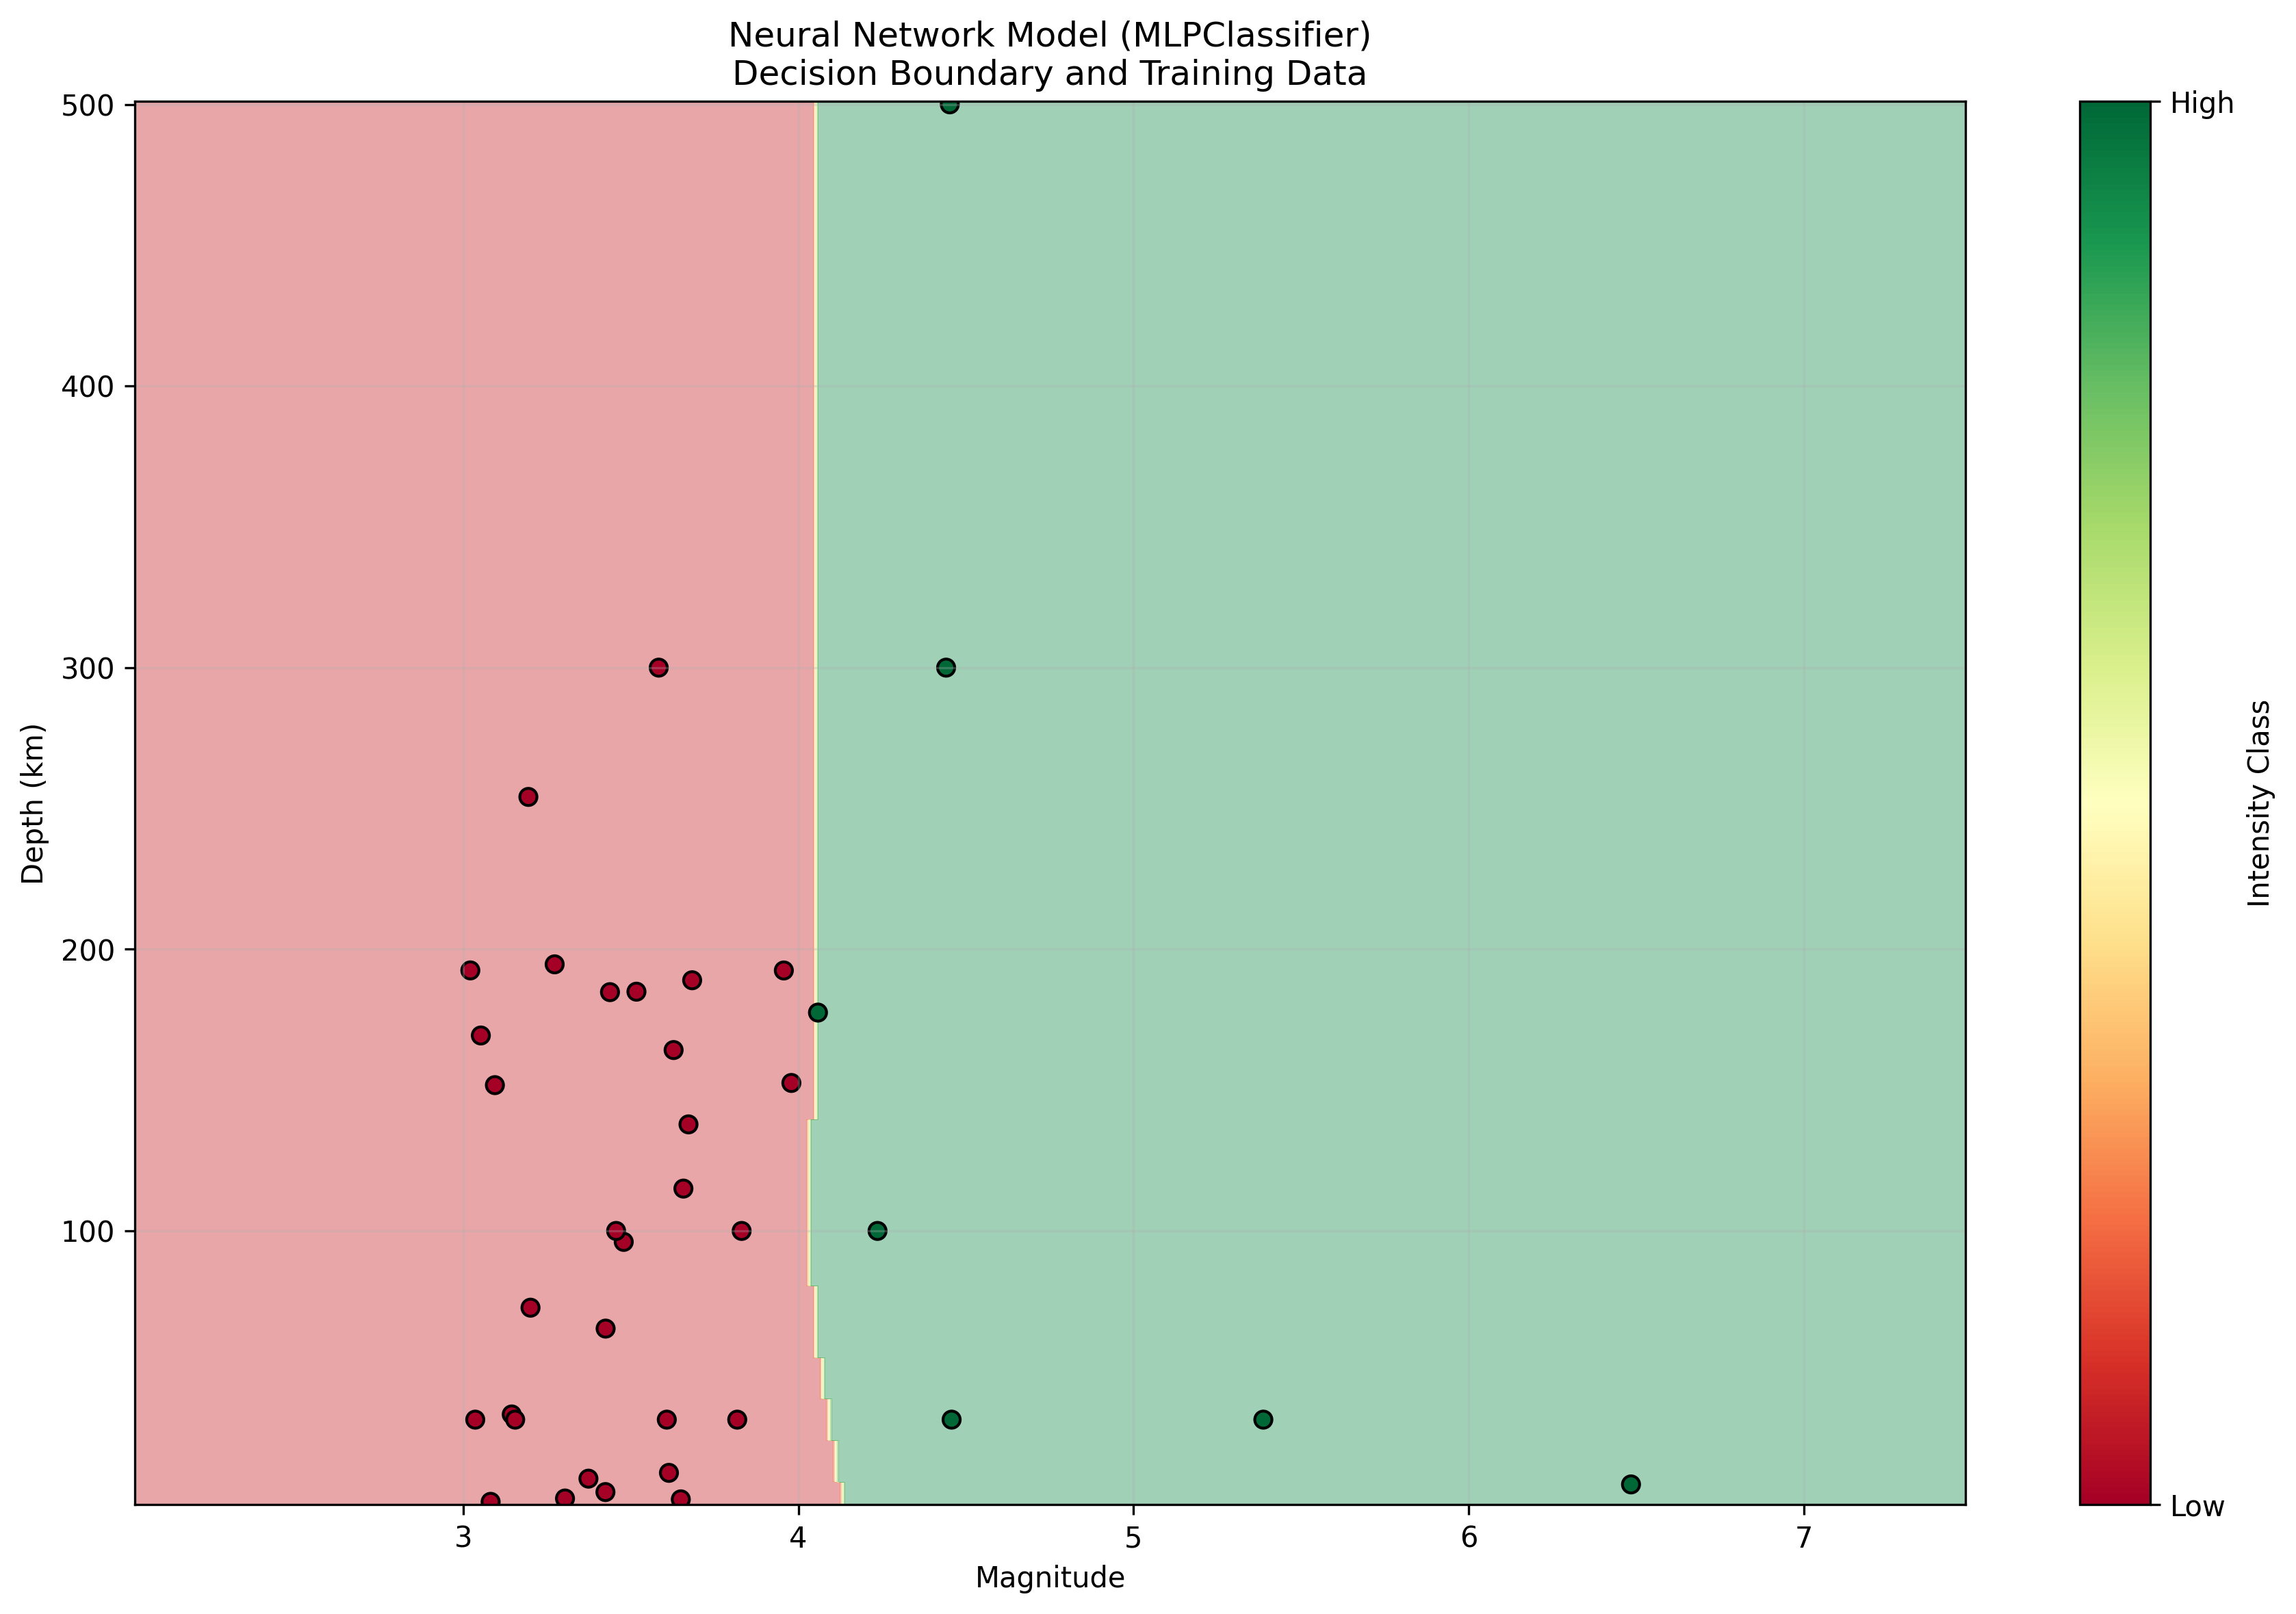 Neural Network Model (MLPClassifier)
Decision Boundary and Training Data
500
400
300
200
100
Depth (km)
3
4
5
6
7
Magnitude
High
Low
Intensity Class